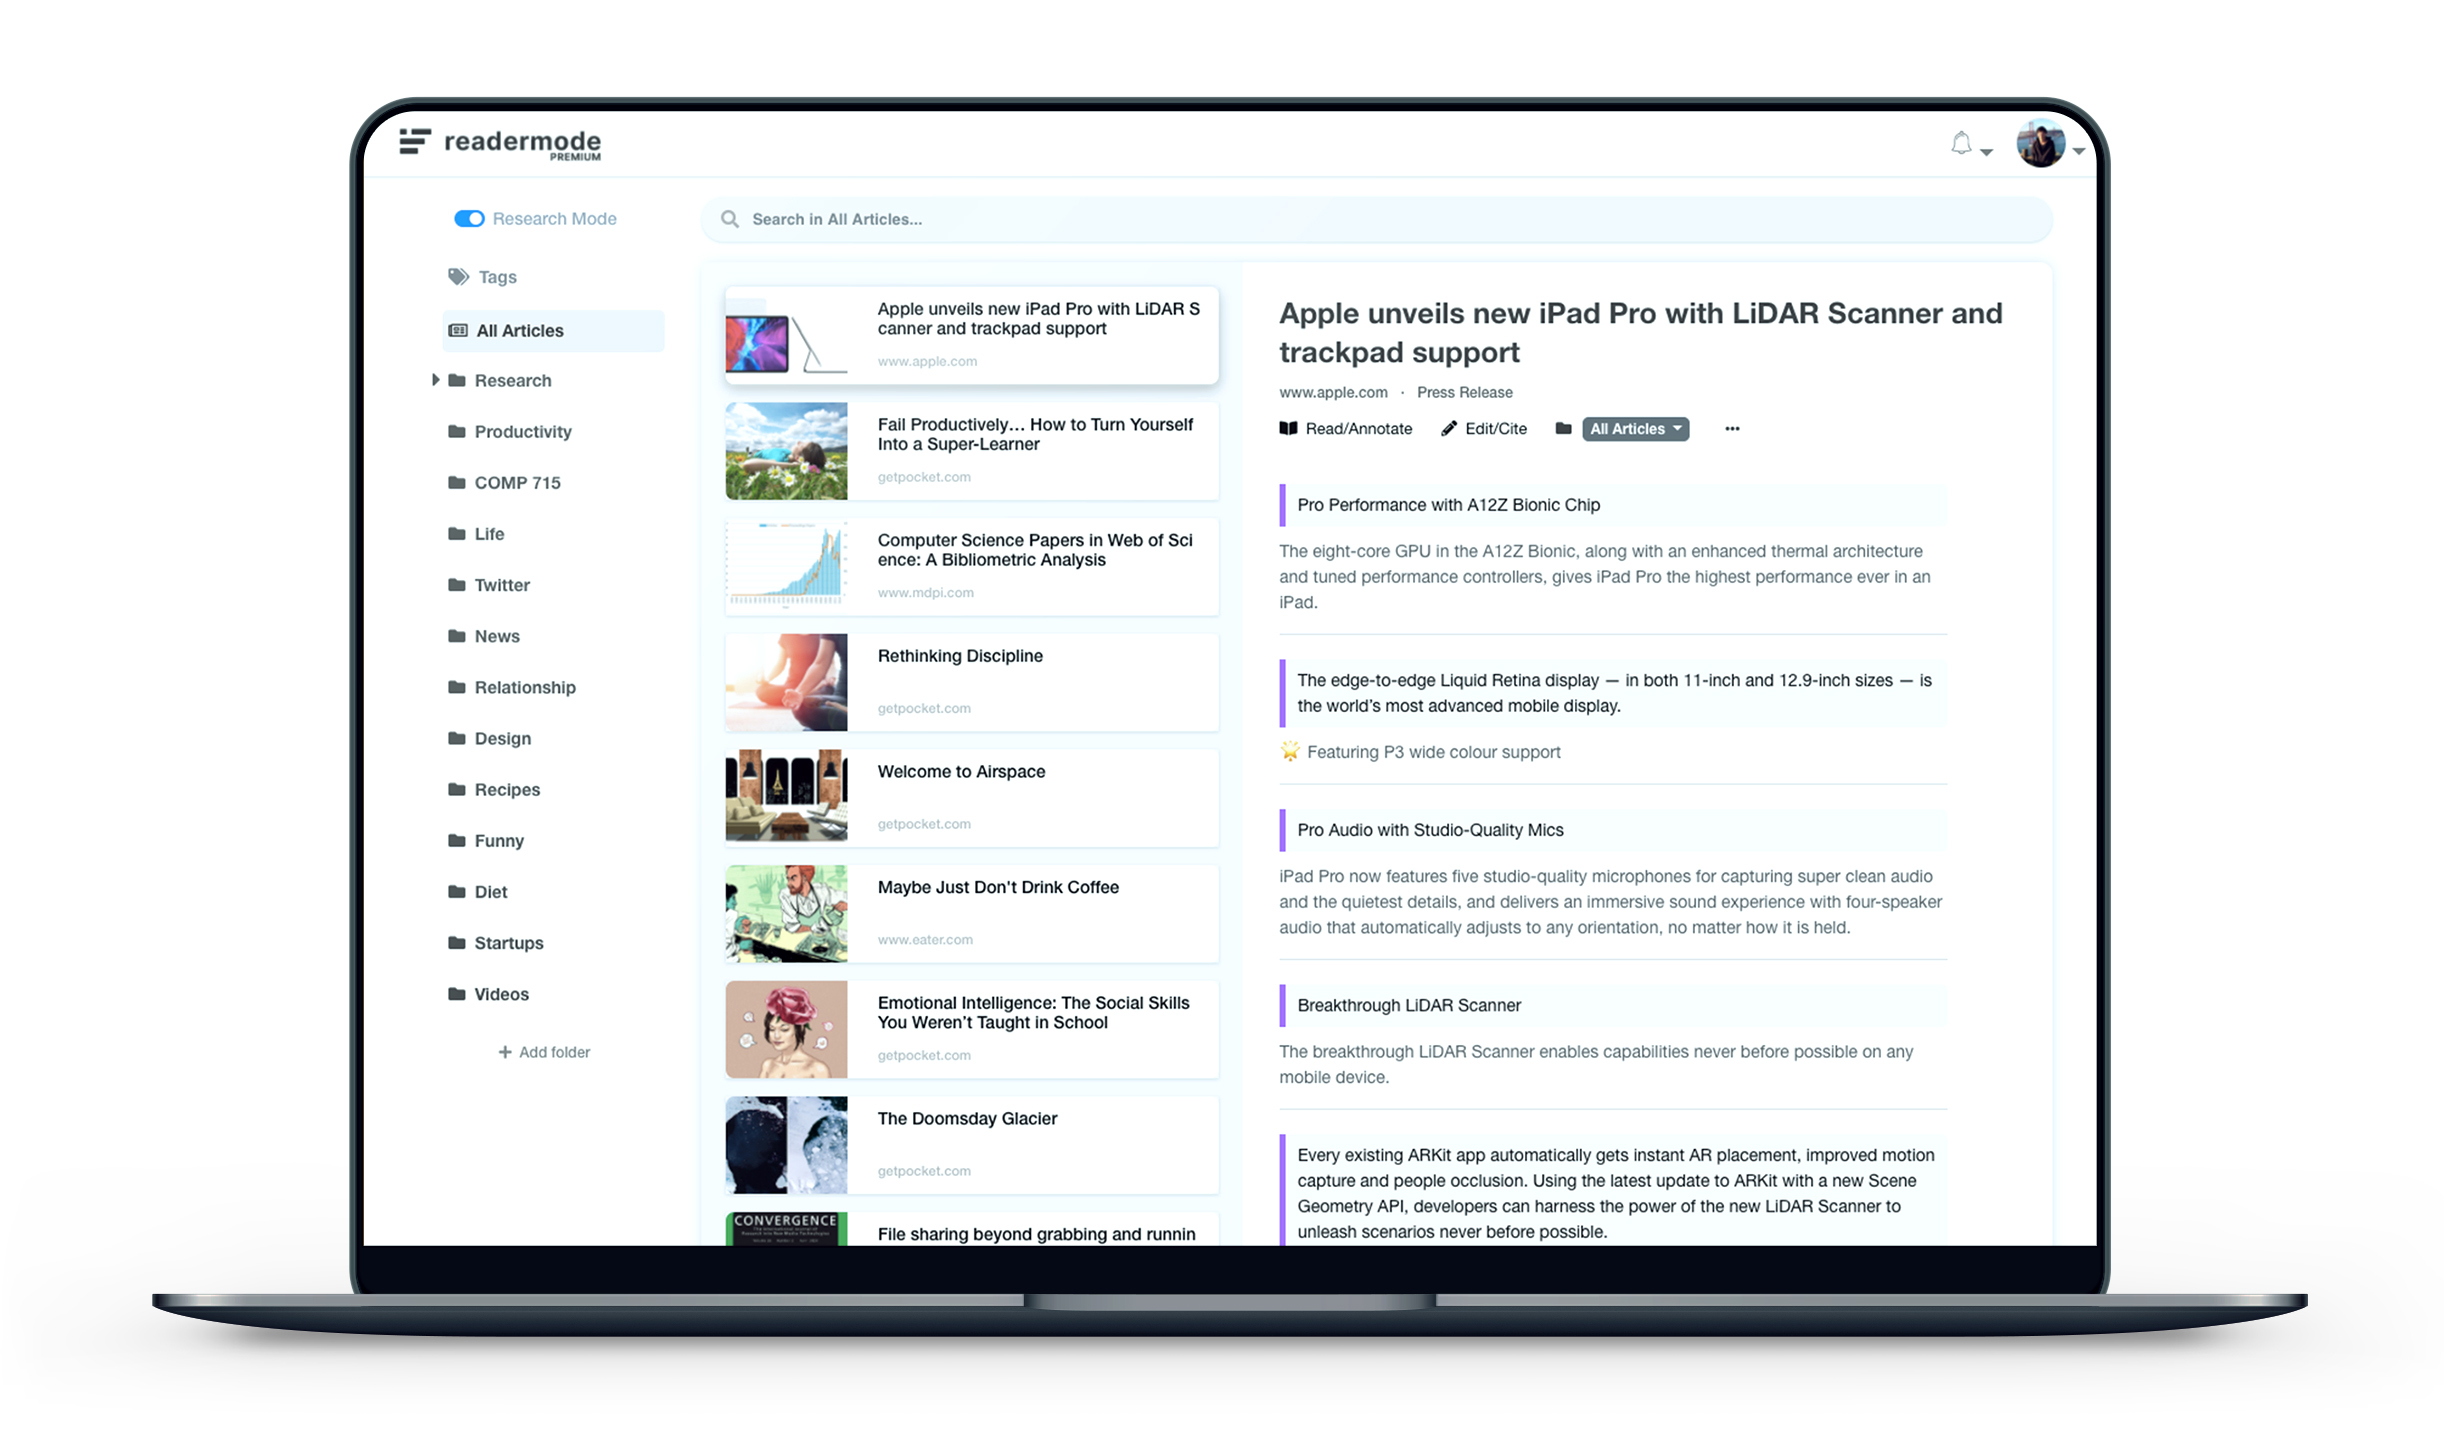 readermode
PREMIUM
Research Mode
Search in All Articles...
Tags
All Articles
Research
Productivity
COMP 715
Life
Twitter
News
Relationship
Design
Recipes
Funny
Diet
Startups
Videos
+ Add folder
Apple unveils new iPad Pro with LiDAR S
canner and trackpad support
www.apple.com
Fail Productively... How to Turn Yourself
Into a Super-Learner
getpocket.com
Computer Science Papers in Web of Sci
ence: A Bibliometric Analysis
www.mdpi.com
Rethinking Discipline
getpocket.com
Welcome to Airspace
getpocket.com
Maybe Just Don't Drink Coffee
www.eater.com
Emotional Intelligence: The Social Skills
You Weren't Taught in School
getpocket.com
The Doomsday Glacier
getpocket.com
CONVERGENCE
File sharing beyond grabbing and runnin
Apple unveils new iPad Pro with LiDAR Scanner and
trackpad support
www.apple.com · Press Release
Read/Annotate Edit/Cite All Articles ...
Pro Performance with A12Z Bionic Chip
The eight-core GPU in the A12Z Bionic, along with an enhanced thermal architecture
and tuned performance controllers, gives iPad Pro the highest performance ever in an
iPad.
The edge-to-edge Liquid Retina display — in both 11-inch and 12.9-inch sizes — is
the world's most advanced mobile display.
🌟 Featuring P3 wide colour support
Pro Audio with Studio-Quality Mics
iPad Pro now features five studio-quality microphones for capturing super clean audio
and the quietest details, and delivers an immersive sound experience with four-speaker
audio that automatically adjusts to any orientation, no matter how it is held.
Breakthrough LiDAR Scanner
The breakthrough LiDAR Scanner enables capabilities never before possible on any
mobile device.
Every existing ARKit app automatically gets instant AR placement, improved motion
capture and people occlusion. Using the latest update to ARKit with a new Scene
Geometry API, developers can harness the power of the new LiDAR Scanner to
unleash scenarios never before possible.